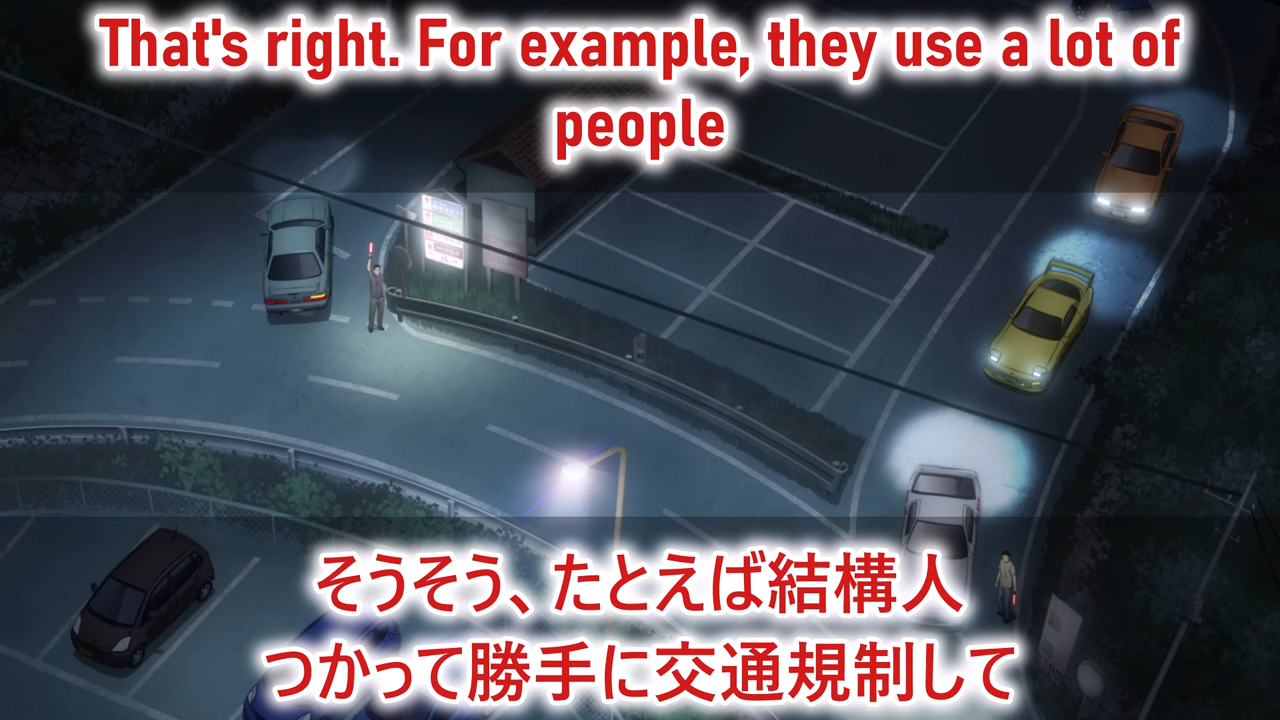 That's right. For example, they use a lot of
people
そうそう、たとえば結構人
つかって勝手に交通規制して